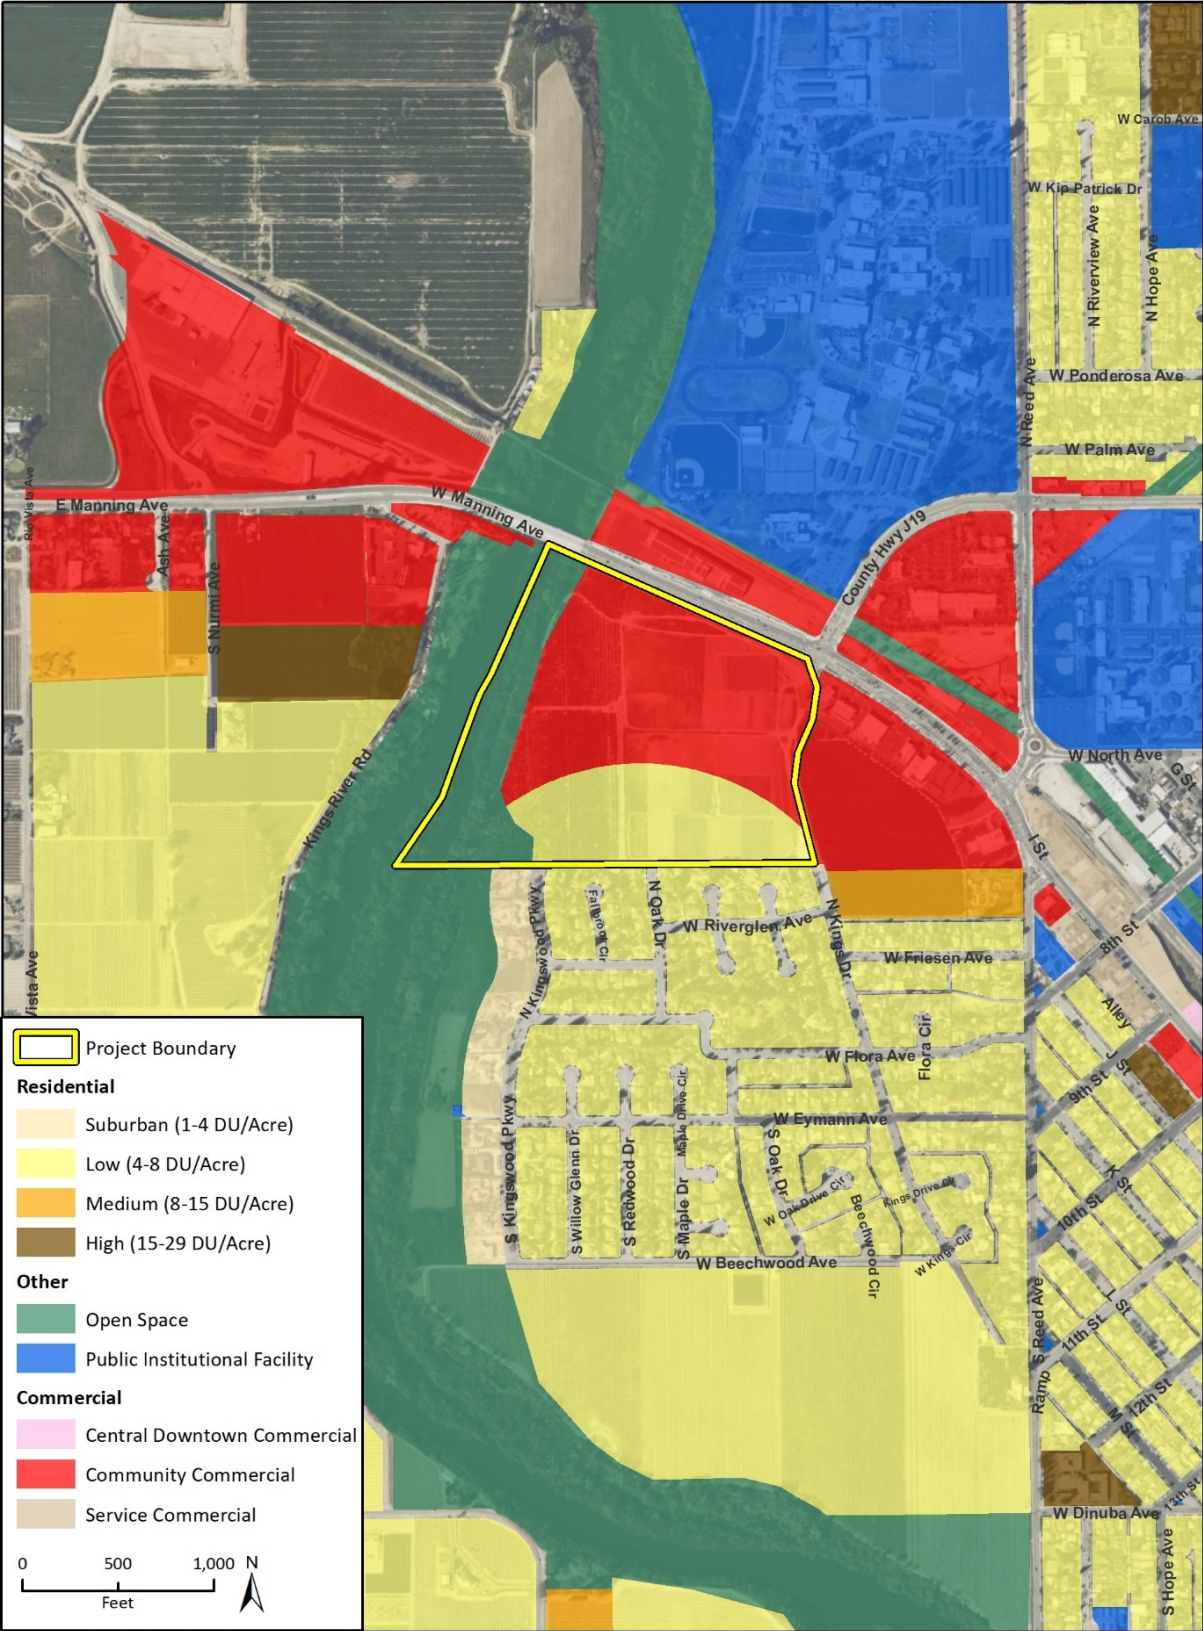 W Carob Ave
W Kip Patrick Dr
N Riverview Ave
N Hope Ave
W Ponderosa Ave
N Reed Ave
W Palm Ave
Rio Vista Ave
E Manning Ave
W Manning Ave
Ash Ave
S Nurmi Ave
County Hwy J19
W North Ave
G St
Kings River Rd
I St
Vista Ave
N Kingswood Pkwy
Fallbrook Cir
N Oak Dr
W Riverglen Ave
N Kings Dr
W Friesen Ave
8th St
Alley
J St
9th St
W Flora Ave
Flora Cir
W Eymann Ave
Maple Drive Cir
S Kingswood Pkwy
S Willow Glenn Dr
S Redwood Dr
S Maple Dr
S Oak Dr
W Oak Drive Cir
Beechwood Cir
Kings Drive Cir
W Kings Cir
K St
10th St
W Beechwood Ave
L St
11th St
S Reed Ave
Ramp
12th St
M St
13th St
W Dinuba Ave
S Hope Ave
Project Boundary
Residential
Suburban (1-4 DU/Acre)
Low (4-8 DU/Acre)
Medium (8-15 DU/Acre)
High (15-29 DU/Acre)
Other
Open Space
Public Institutional Facility
Commercial
Central Downtown Commercial
Community Commercial
Service Commercial
0 500 1,000 N
Feet